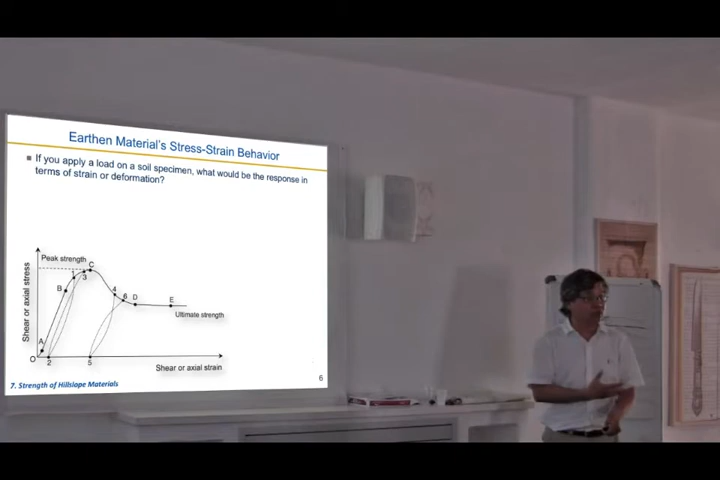 Earthen Material's Stress-Strain Behavior
If you apply a load on a soil specimen, what would be the response in
terms of strain or deformation?
Peak strength
C
1
3
B
4
6
D
E
Ultimate strength
Shear or axial stress
A
O
2
5
Shear or axial strain
7. Strength of Hillslope Materials
6